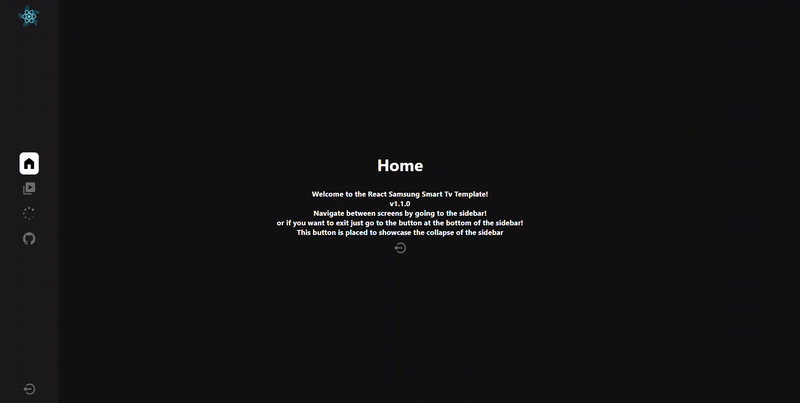 Home
Welcome to the React Samsung Smart Tv Template!
v1.1.0
Navigate between screens by going to the sidebar!
or if you want to exit just go to the button at the bottom of the sidebar!
This button is placed to showcase the collapse of the sidebar